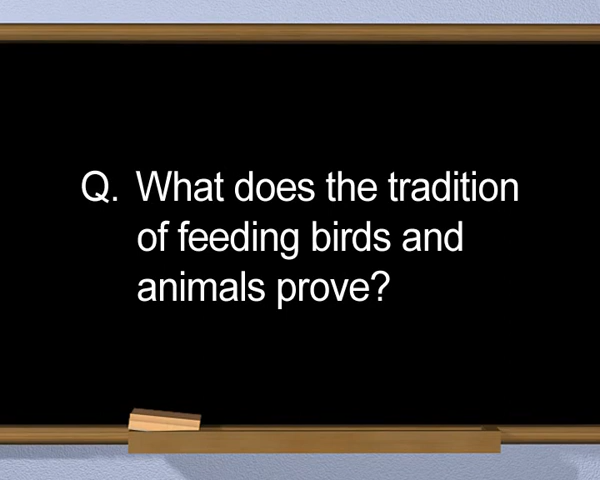 Q. What does the tradition
of feeding birds and
animals prove?